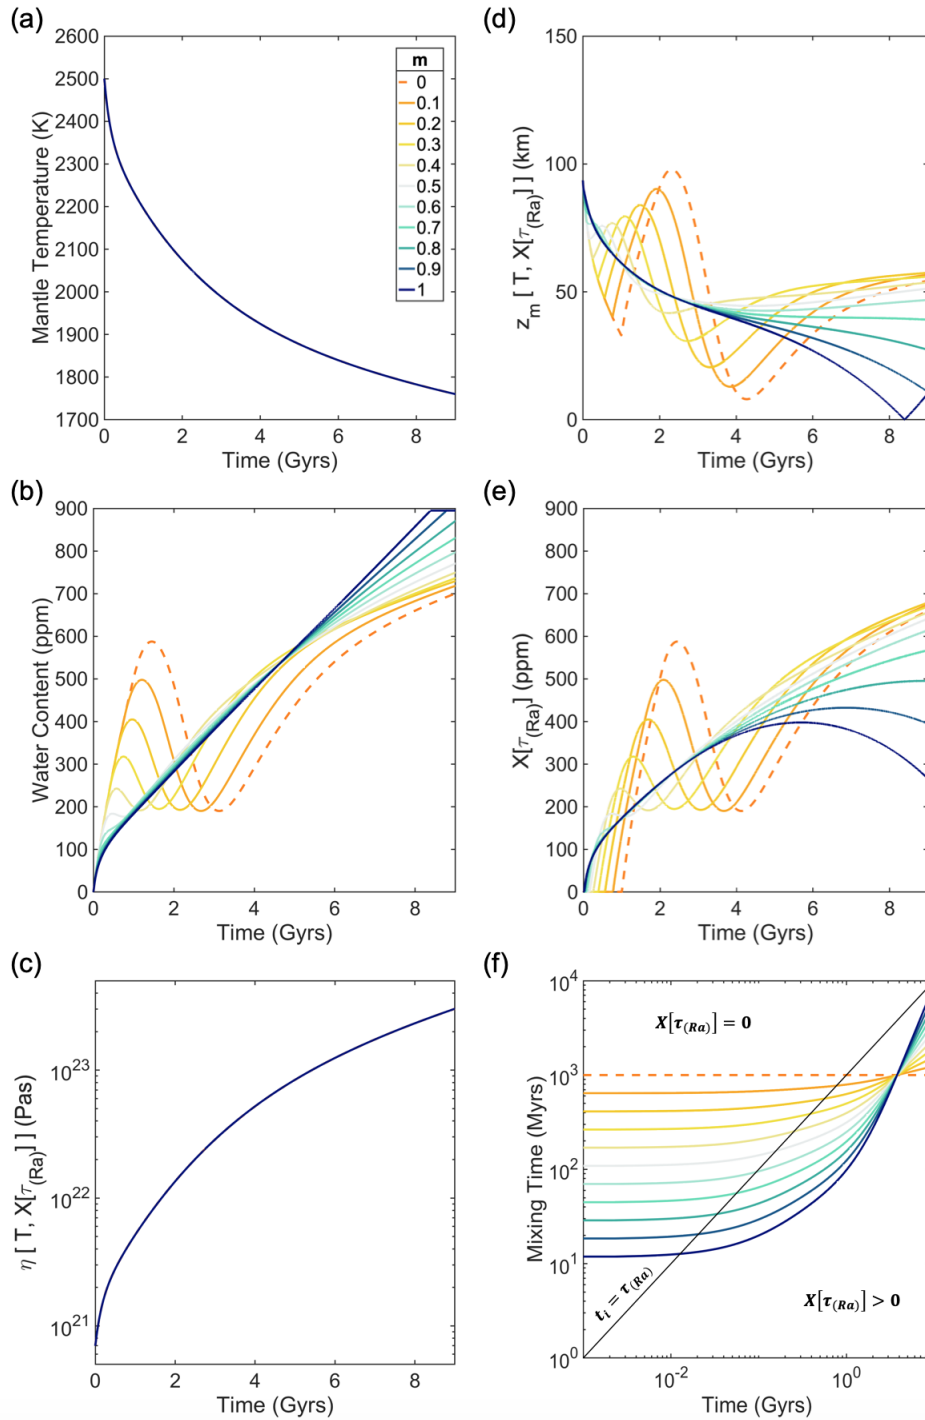 (a)
2600
2500
2400
2300
2200
2100
2000
1900
1800
1700
Mantle Temperature (K)
0 2 4 6 8
Time (Gyrs)
m
0
0.1
0.2
0.3
0.4
0.5
0.6
0.7
0.8
0.9
1
(d)
150
100
50
0
z_m [ T, X[τ_(Ra)] ] (km)
0 2 4 6 8
Time (Gyrs)
(b)
900
800
700
600
500
400
300
200
100
0
Water Content (ppm)
0 2 4 6 8
Time (Gyrs)
(e)
900
800
700
600
500
400
300
200
100
0
X[τ_(Ra)] (ppm)
0 2 4 6 8
Time (Gyrs)
(c)
10^23
10^22
10^21
η [ T, X[τ_(Ra)] ] (Pas)
0 2 4 6 8
Time (Gyrs)
(f)
10^4
10^3
10^2
10^1
10^0
Mixing Time (Myrs)
X[τ_(Ra)] = 0
t_i = τ_(Ra)
X[τ_(Ra)] > 0
10^-2 10^0
Time (Gyrs)